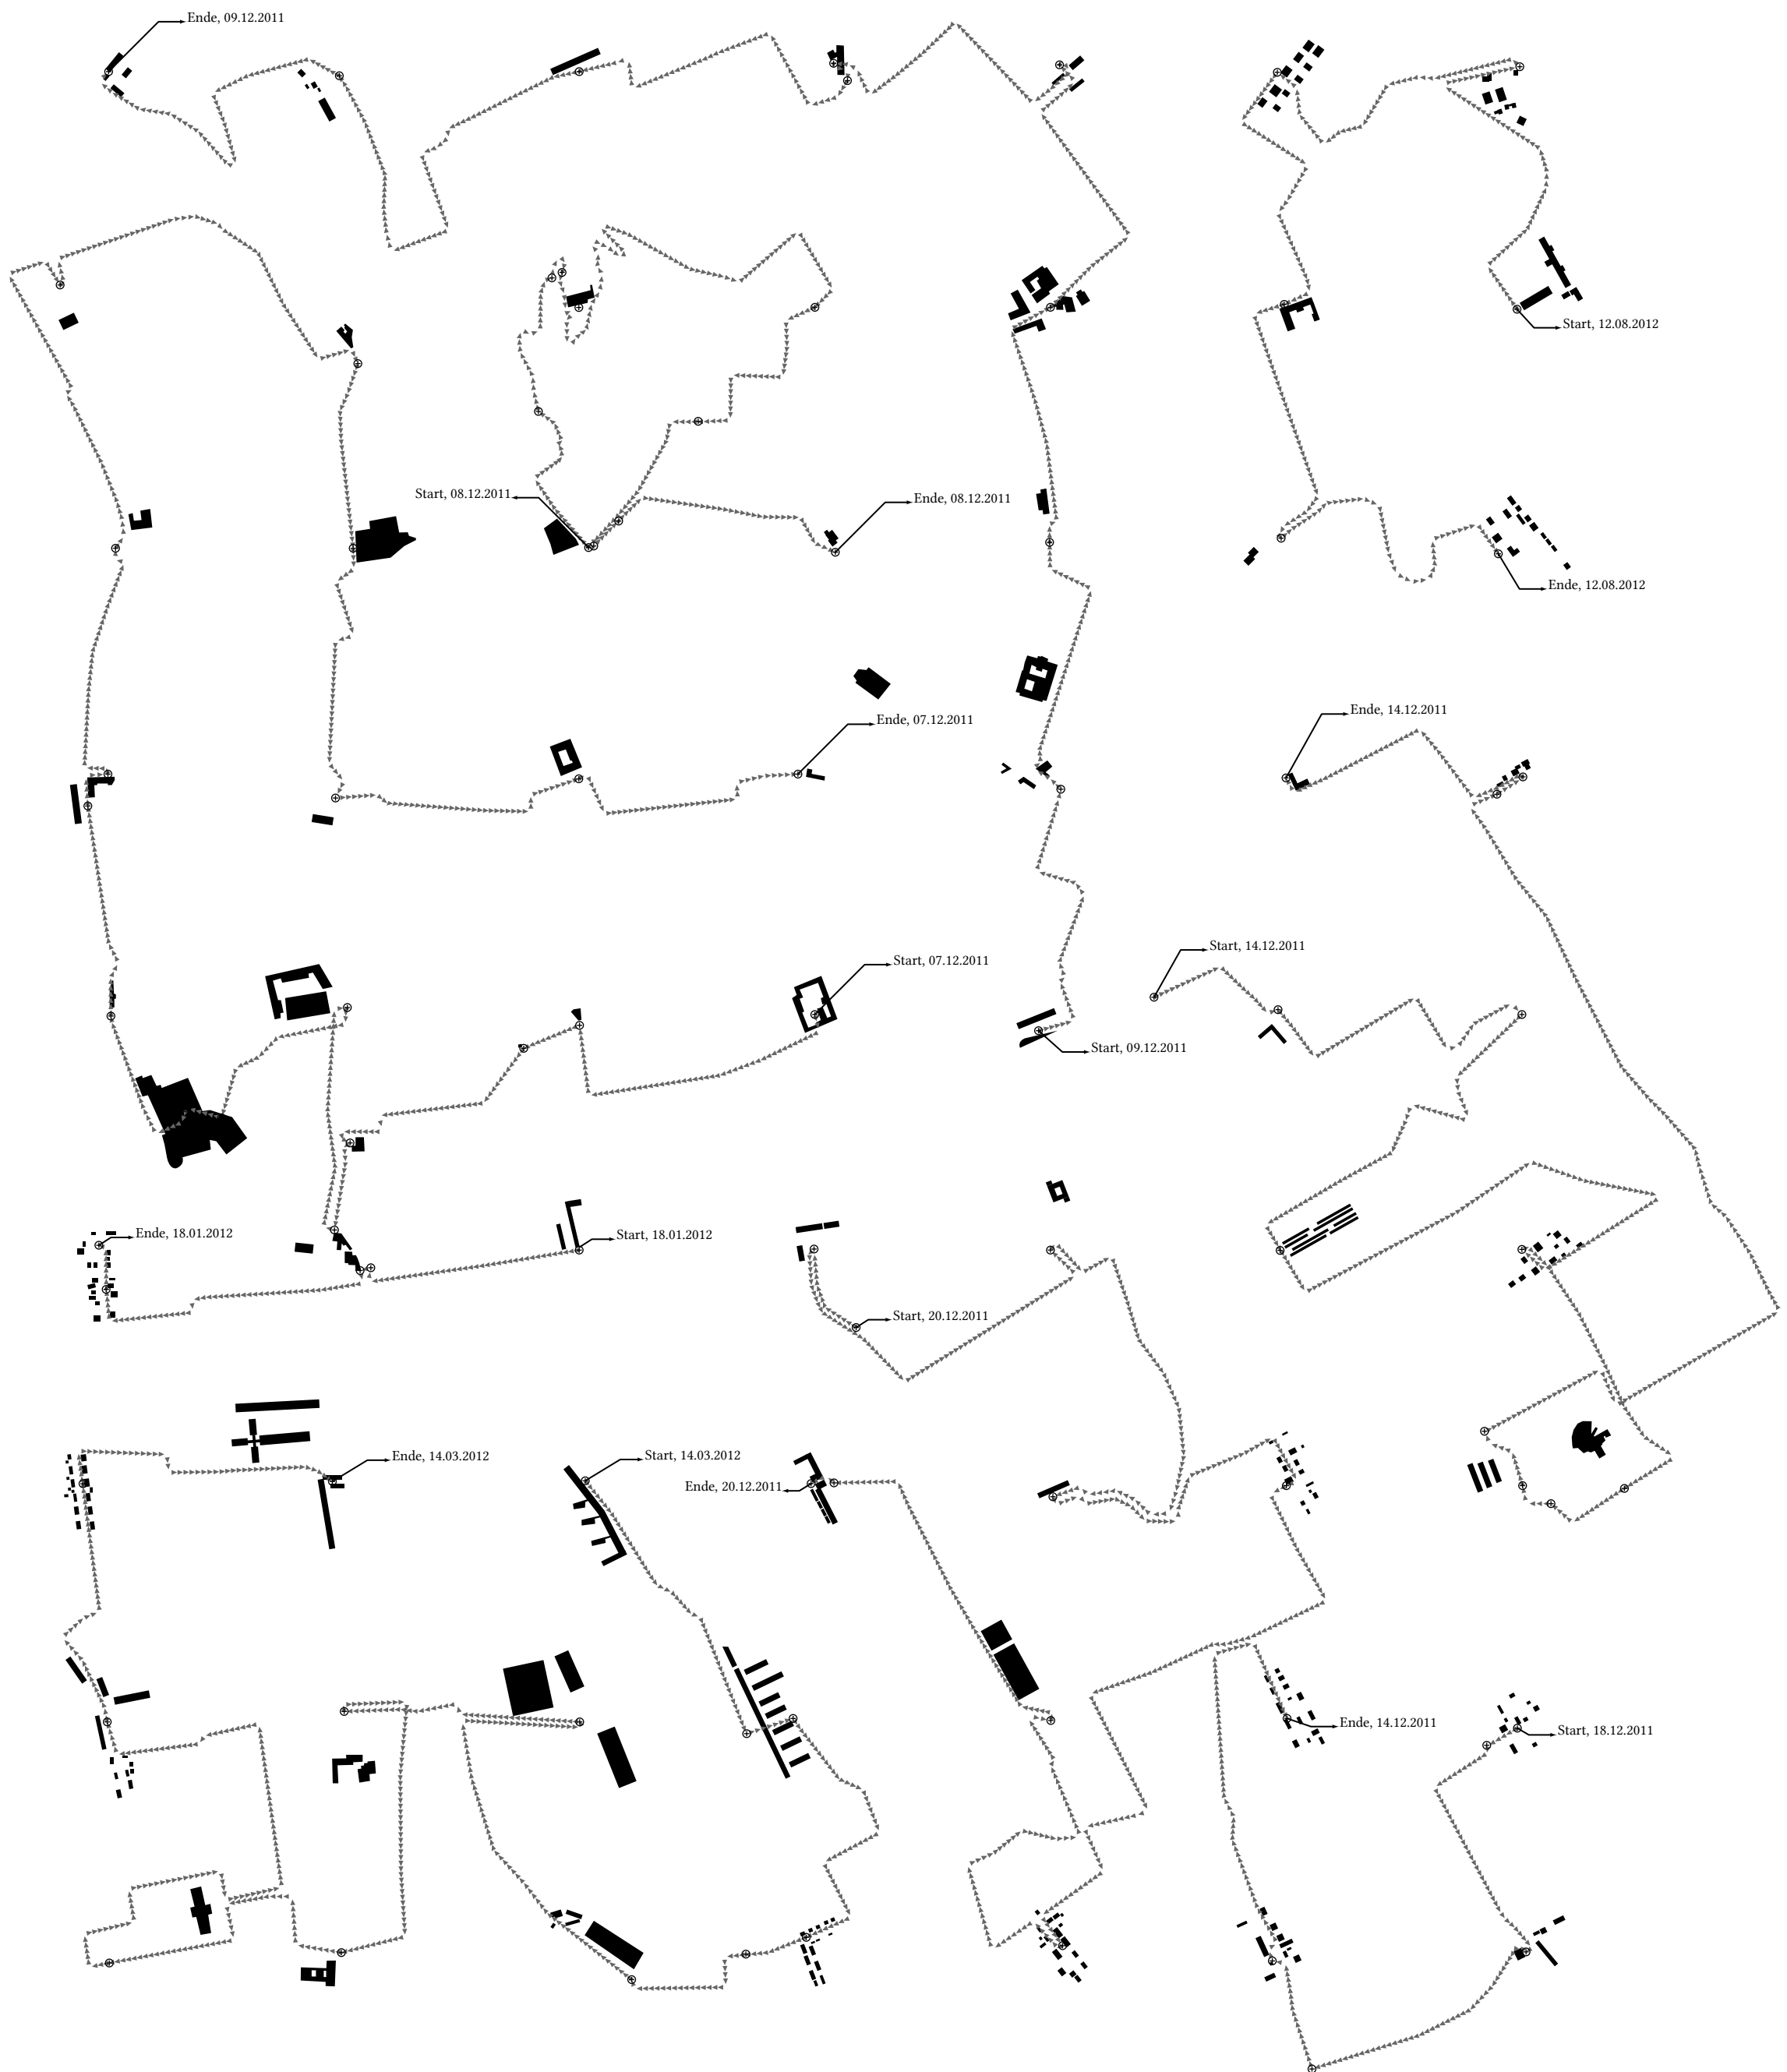 Ende, 09.12.2011
Start, 12.08.2012
Start, 08.12.2011
Ende, 08.12.2011
Ende, 12.08.2012
Ende, 14.12.2011
Ende, 07.12.2011
Start, 14.12.2011
Start, 07.12.2011
Start, 09.12.2011
Ende, 18.01.2012
Start, 18.01.2012
Start, 20.12.2011
Ende, 14.03.2012
Start, 14.03.2012
Ende, 20.12.2011
Ende, 14.12.2011
Start, 18.12.2011